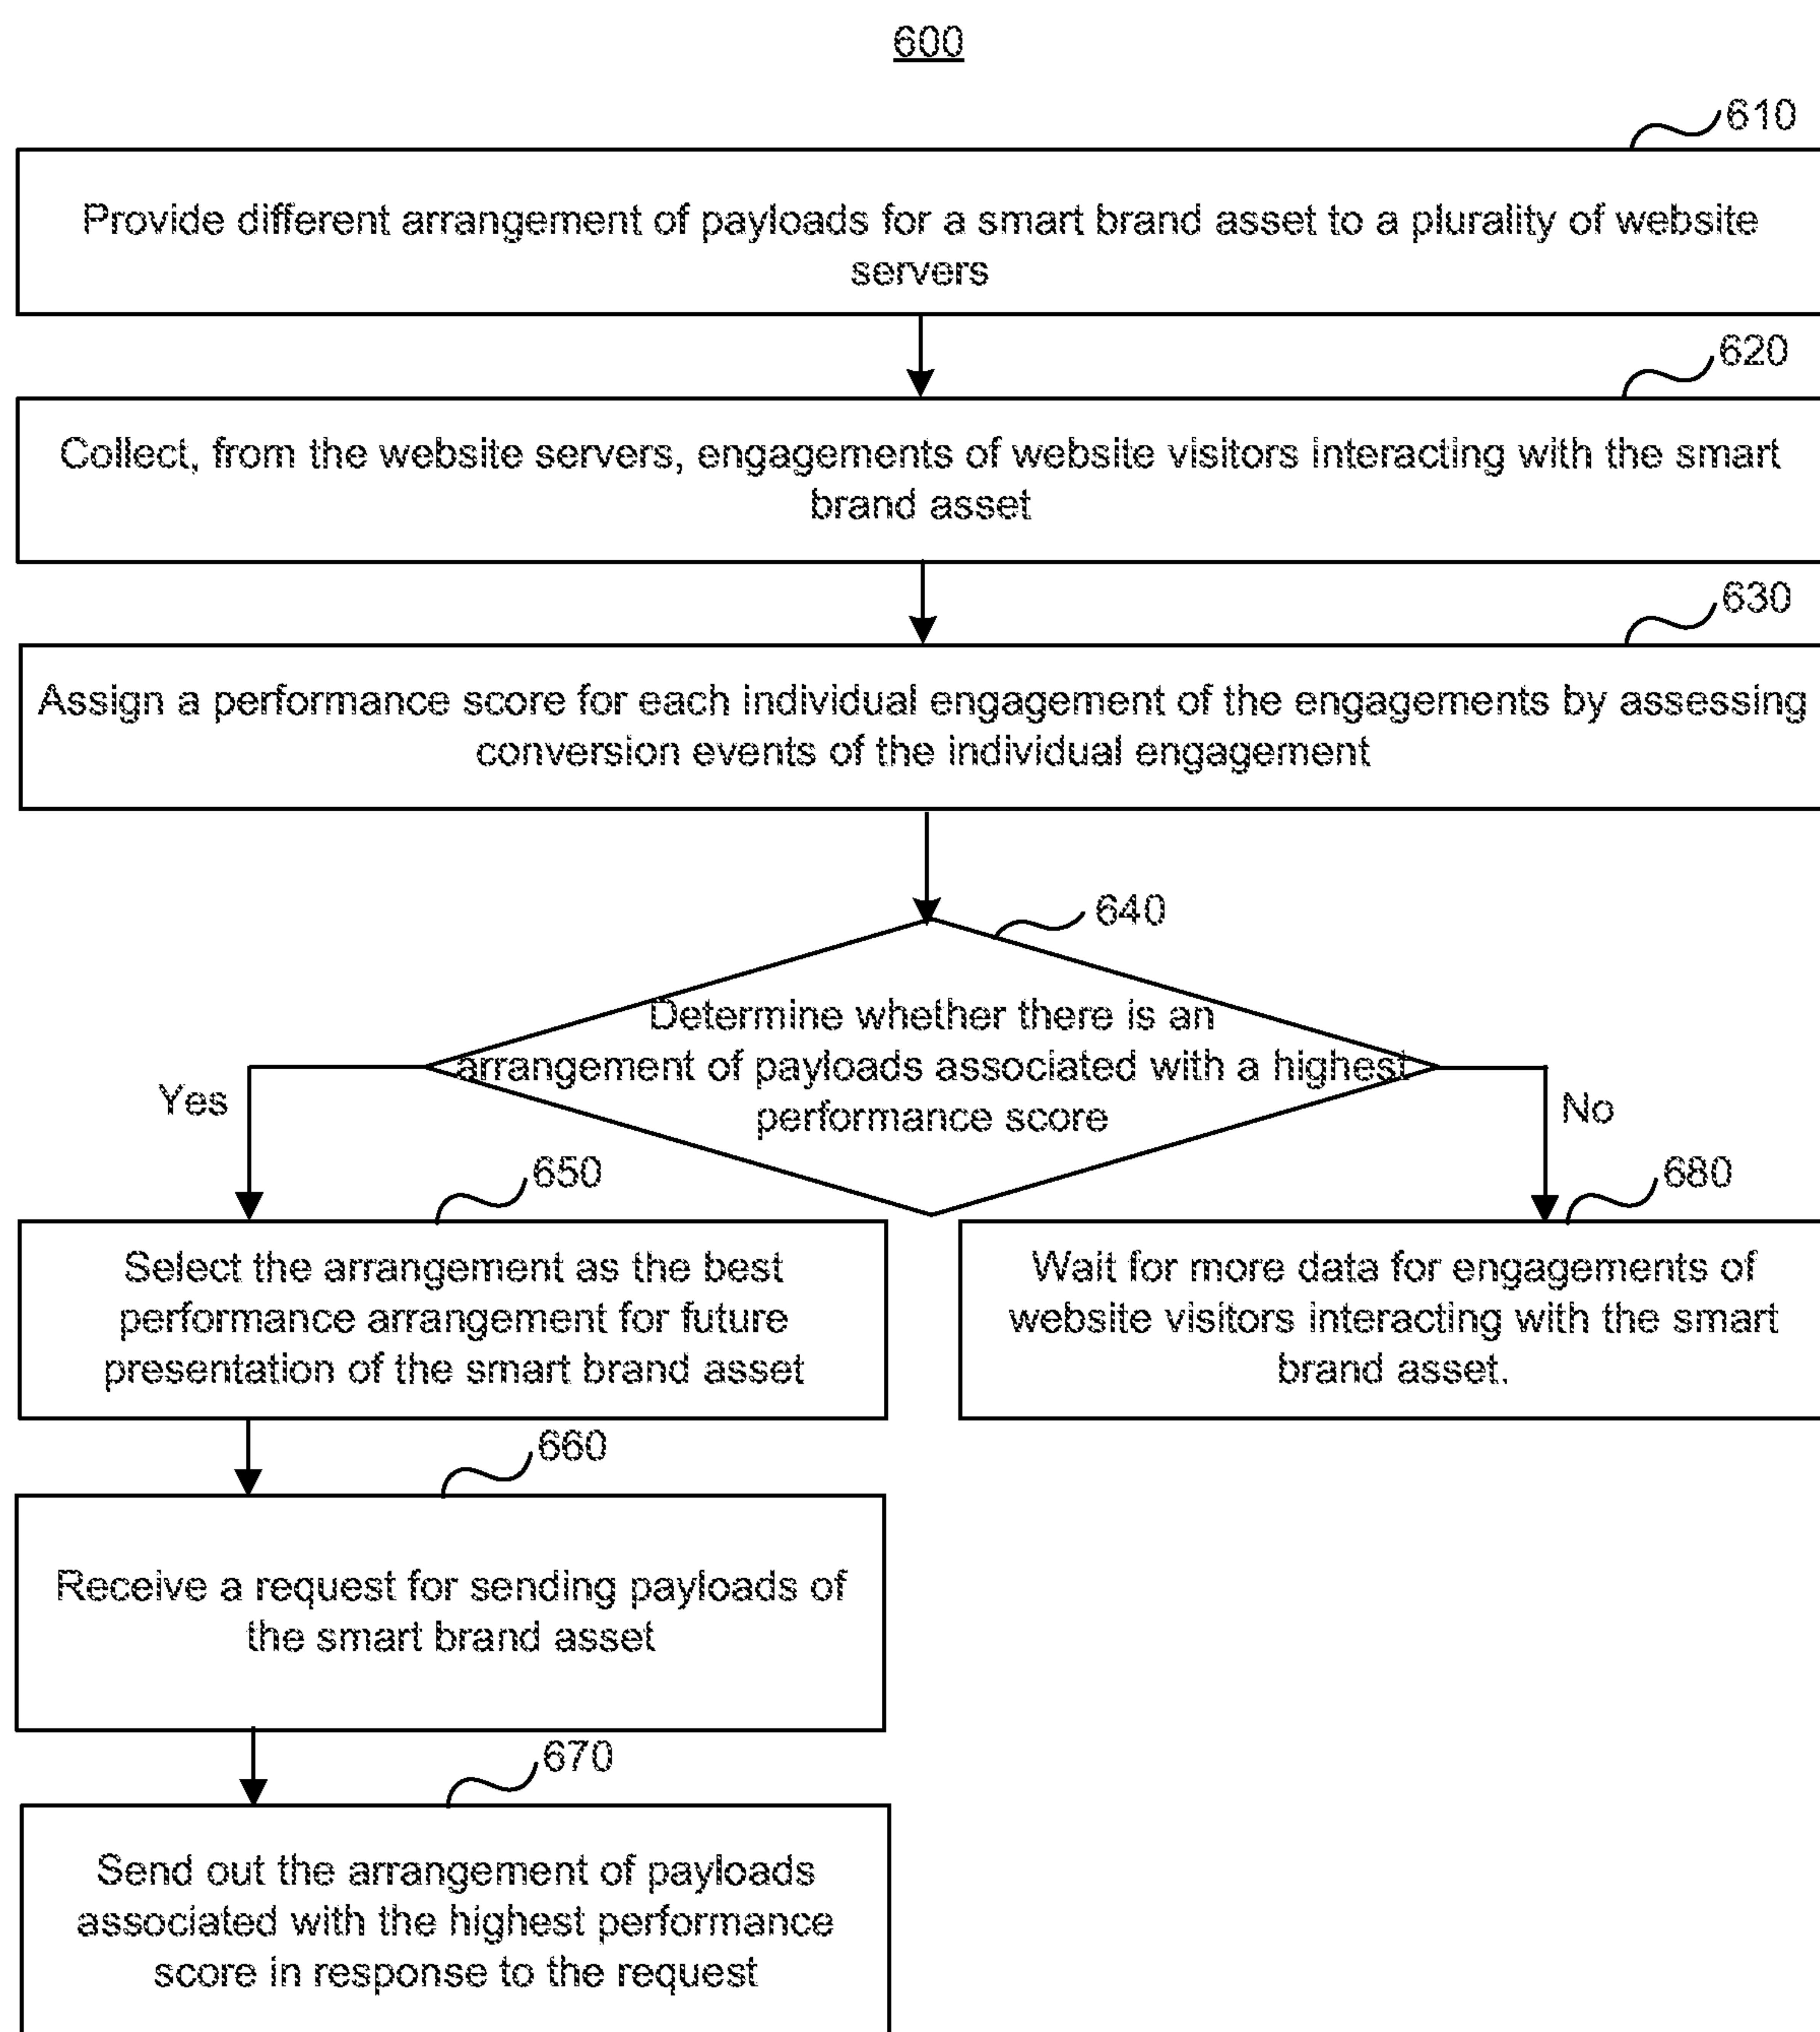 600
610
Provide different arrangement of payloads for a smart brand asset to a plurality of website
servers
620
Collect, from the website servers, engagements of website visitors interacting with the smart
brand asset
630
Assign a performance score for each individual engagement of the engagements by assessing
conversion events of the individual engagement
640
Determine whether there is an
arrangement of payloads associated with a highest
performance score
Yes
No
650
Select the arrangement as the best
performance arrangement for future
presentation of the smart brand asset
680
Wait for more data for engagements of
website visitors interacting with the smart
brand asset.
660
Receive a request for sending payloads of
the smart brand asset
670
Send out the arrangement of payloads
associated with the highest performance
score in response to the request